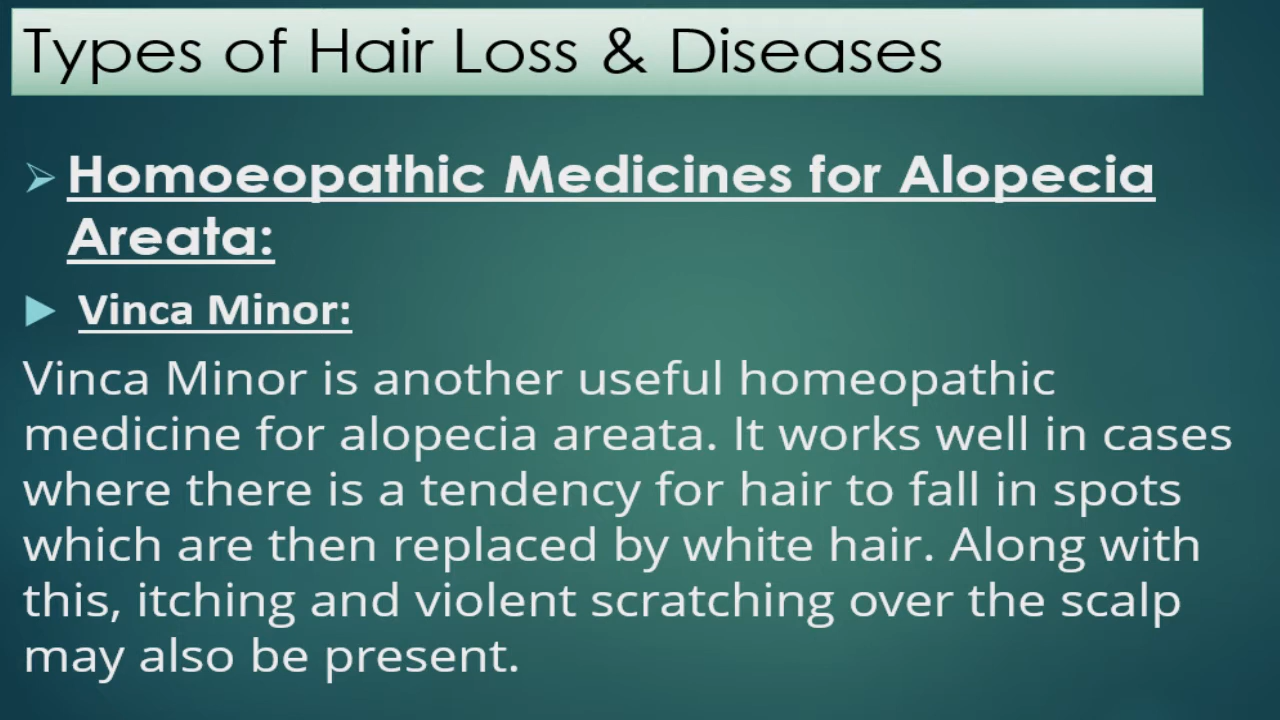 Types of Hair Loss & Diseases
Homoeopathic Medicines for Alopecia
Areata:
Vinca Minor:
Vinca Minor is another useful homeopathic
medicine for alopecia areata. It works well in cases
where there is a tendency for hair to fall in spots
which are then replaced by white hair. Along with
this, itching and violent scratching over the scalp
may also be present.